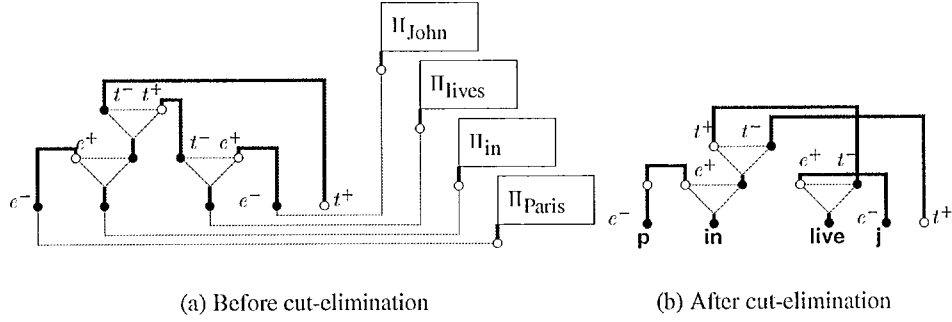 Π_John
Π_lives
Π_in
Π_Paris
t⁻ t⁺
e⁺ t⁻ e⁺
e⁻ e⁻ t⁺
t⁺ t⁻
e⁺ e⁺ t⁻
e⁻ e⁻ t⁺
p in live j
(a) Before cut-elimination
(b) After cut-elimination